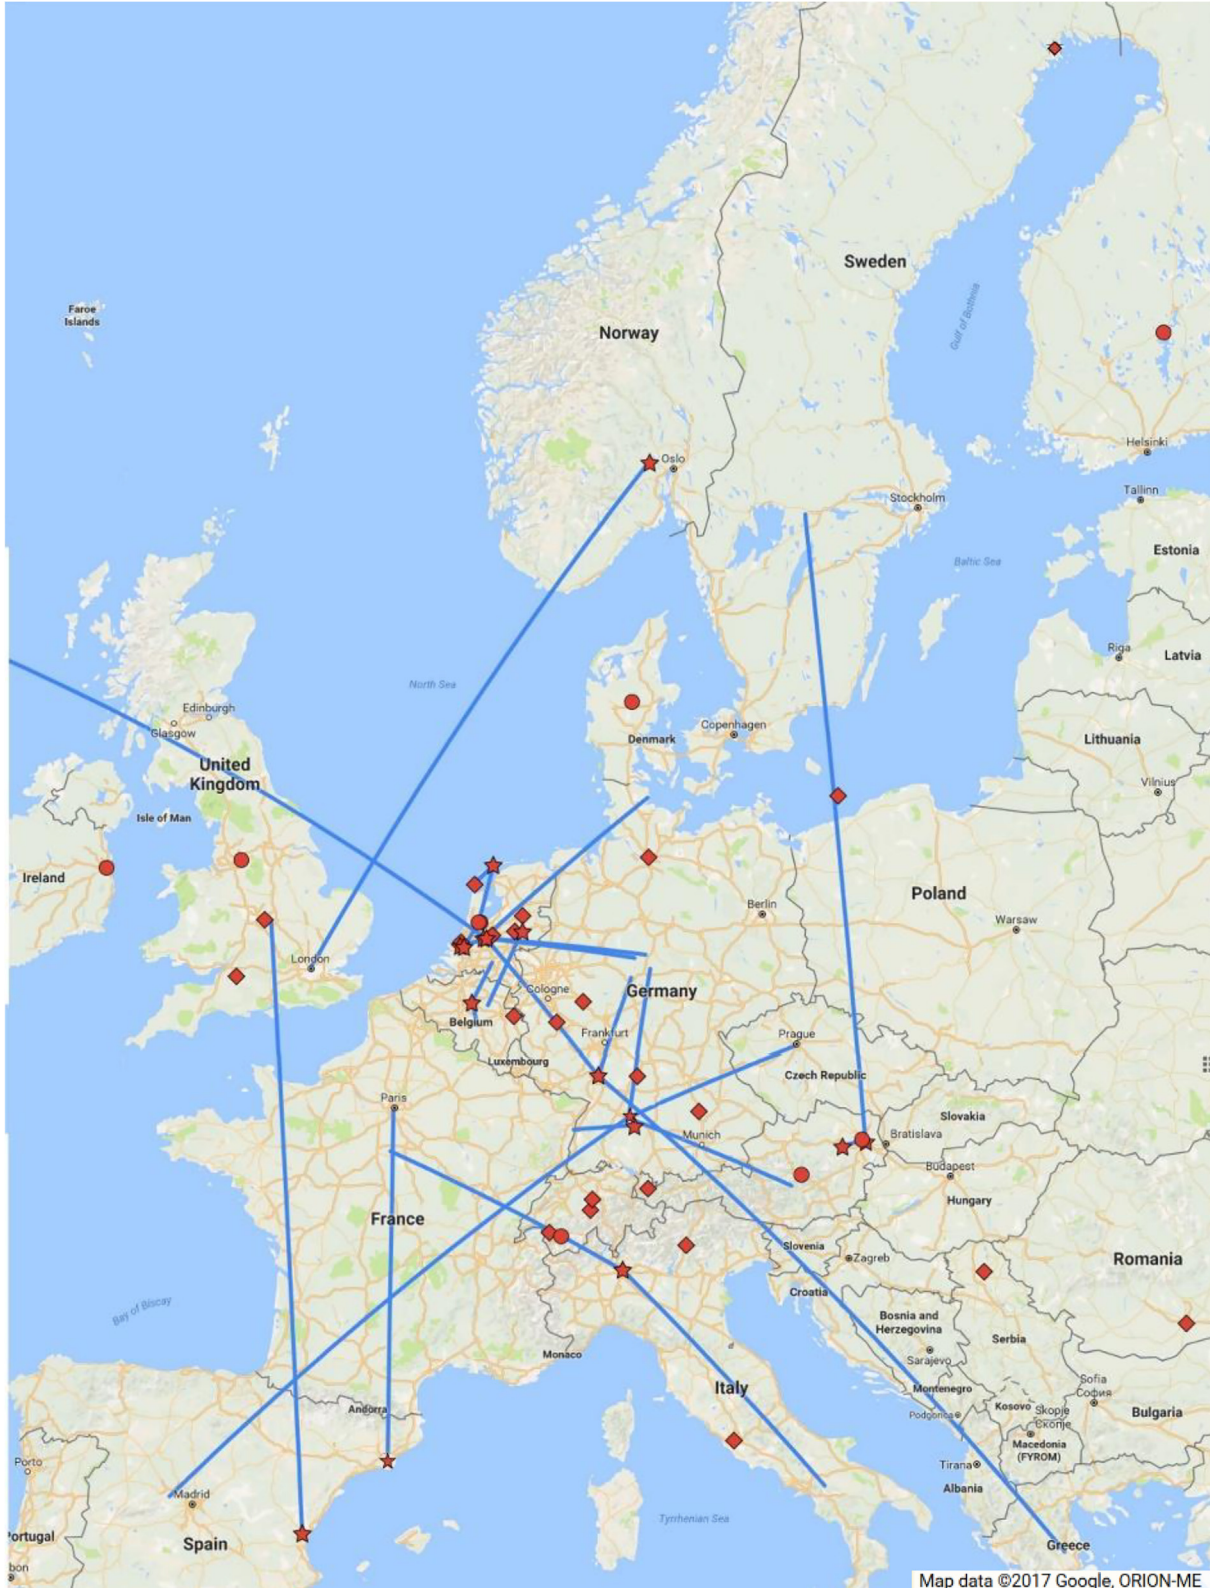 Sweden
Faroe
Islands
Norway
Gulf of Bothnia
Helsinki
Oslo
Tallinn
Stockholm
Estonia
Baltic Sea
Riga
Latvia
North Sea
Edinburgh
Glasgow
Copenhagen
Denmark
Lithuania
United
Kingdom
Vilnius
Isle of Man
Ireland
Poland
Berlin
Warsaw
London
Cologne
Germany
Belgium
Frankfurt
Prague
Luxembourg
Czech Republic
Paris
Slovakia
Munich
Bratislava
Budapest
Hungary
France
Slovenia
Zagreb
Romania
Croatia
Bay of Biscay
Bosnia and
Herzegovina
Serbia
Monaco
Sarajevo
Italy
Montenegro
Sofia
София
Andorra
Kosovo
Skopje
Скопје
Podgorica
Bulgaria
Macedonia
(FYROM)
Porto
Tirana
Albania
Madrid
Tyrrhenian Sea
Portugal
Spain
Greece
bon
Map data ©2017 Google, ORION-ME